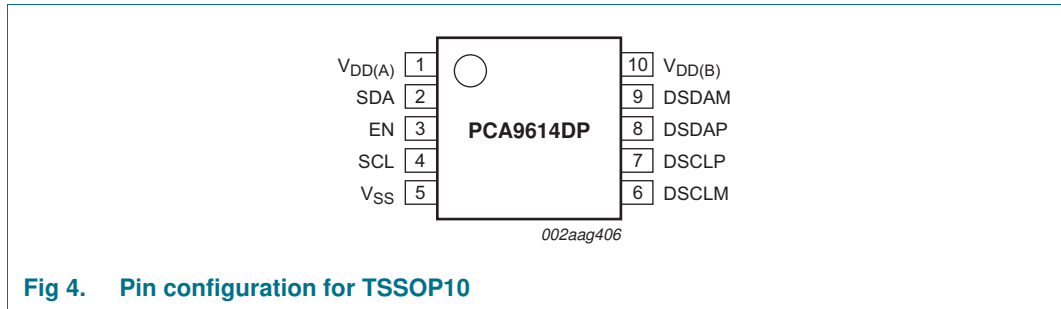 VDD(A) 1 10 VDD(B)
SDA 2 9 DSDAM
EN 3 PCA9614DP 8 DSDAP
SCL 4 7 DSCLP
VSS 5 6 DSCLM
002aag406
Fig 4. Pin configuration for TSSOP10